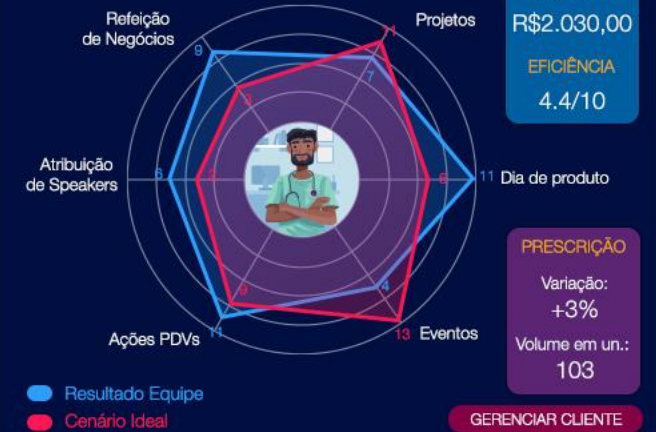 Refeição
de Negócios
Projetos
R$2.030,00
EFICIÊNCIA
4.4/10
9
11
7
3
Atribuição
de Speakers
6
3
6
11
Dia de produto
PRESCRIÇÃO
Variação:
+3%
Volume em un.:
103
9
4
Ações PDVs
11
13
Eventos
Resultado Equipe
Cenário Ideal
GERENCIAR CLIENTE